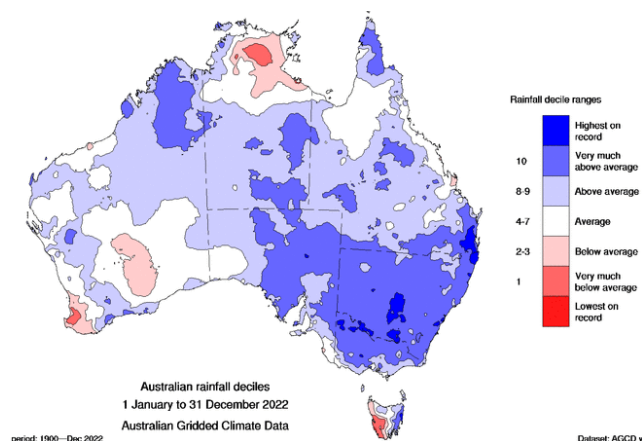 Rainfall decile ranges
Highest on
record
10
Very much
above average
8-9
Above average
4-7
Average
2-3
Below average
1
Very much
below average
Lowest on
record
Australian rainfall deciles
1 January to 31 December 2022
Australian Gridded Climate Data
period: 1900—Dec 2022
Dataset: AGCD v